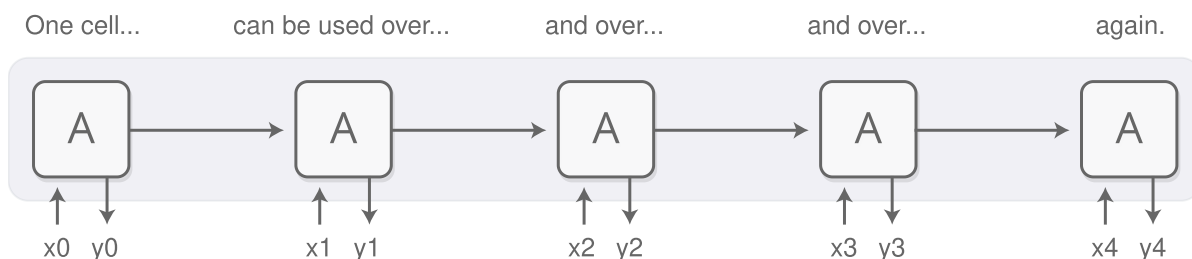 One cell... can be used over... and over... and over... again.
A A A A A
x0 y0 x1 y1 x2 y2 x3 y3 x4 y4